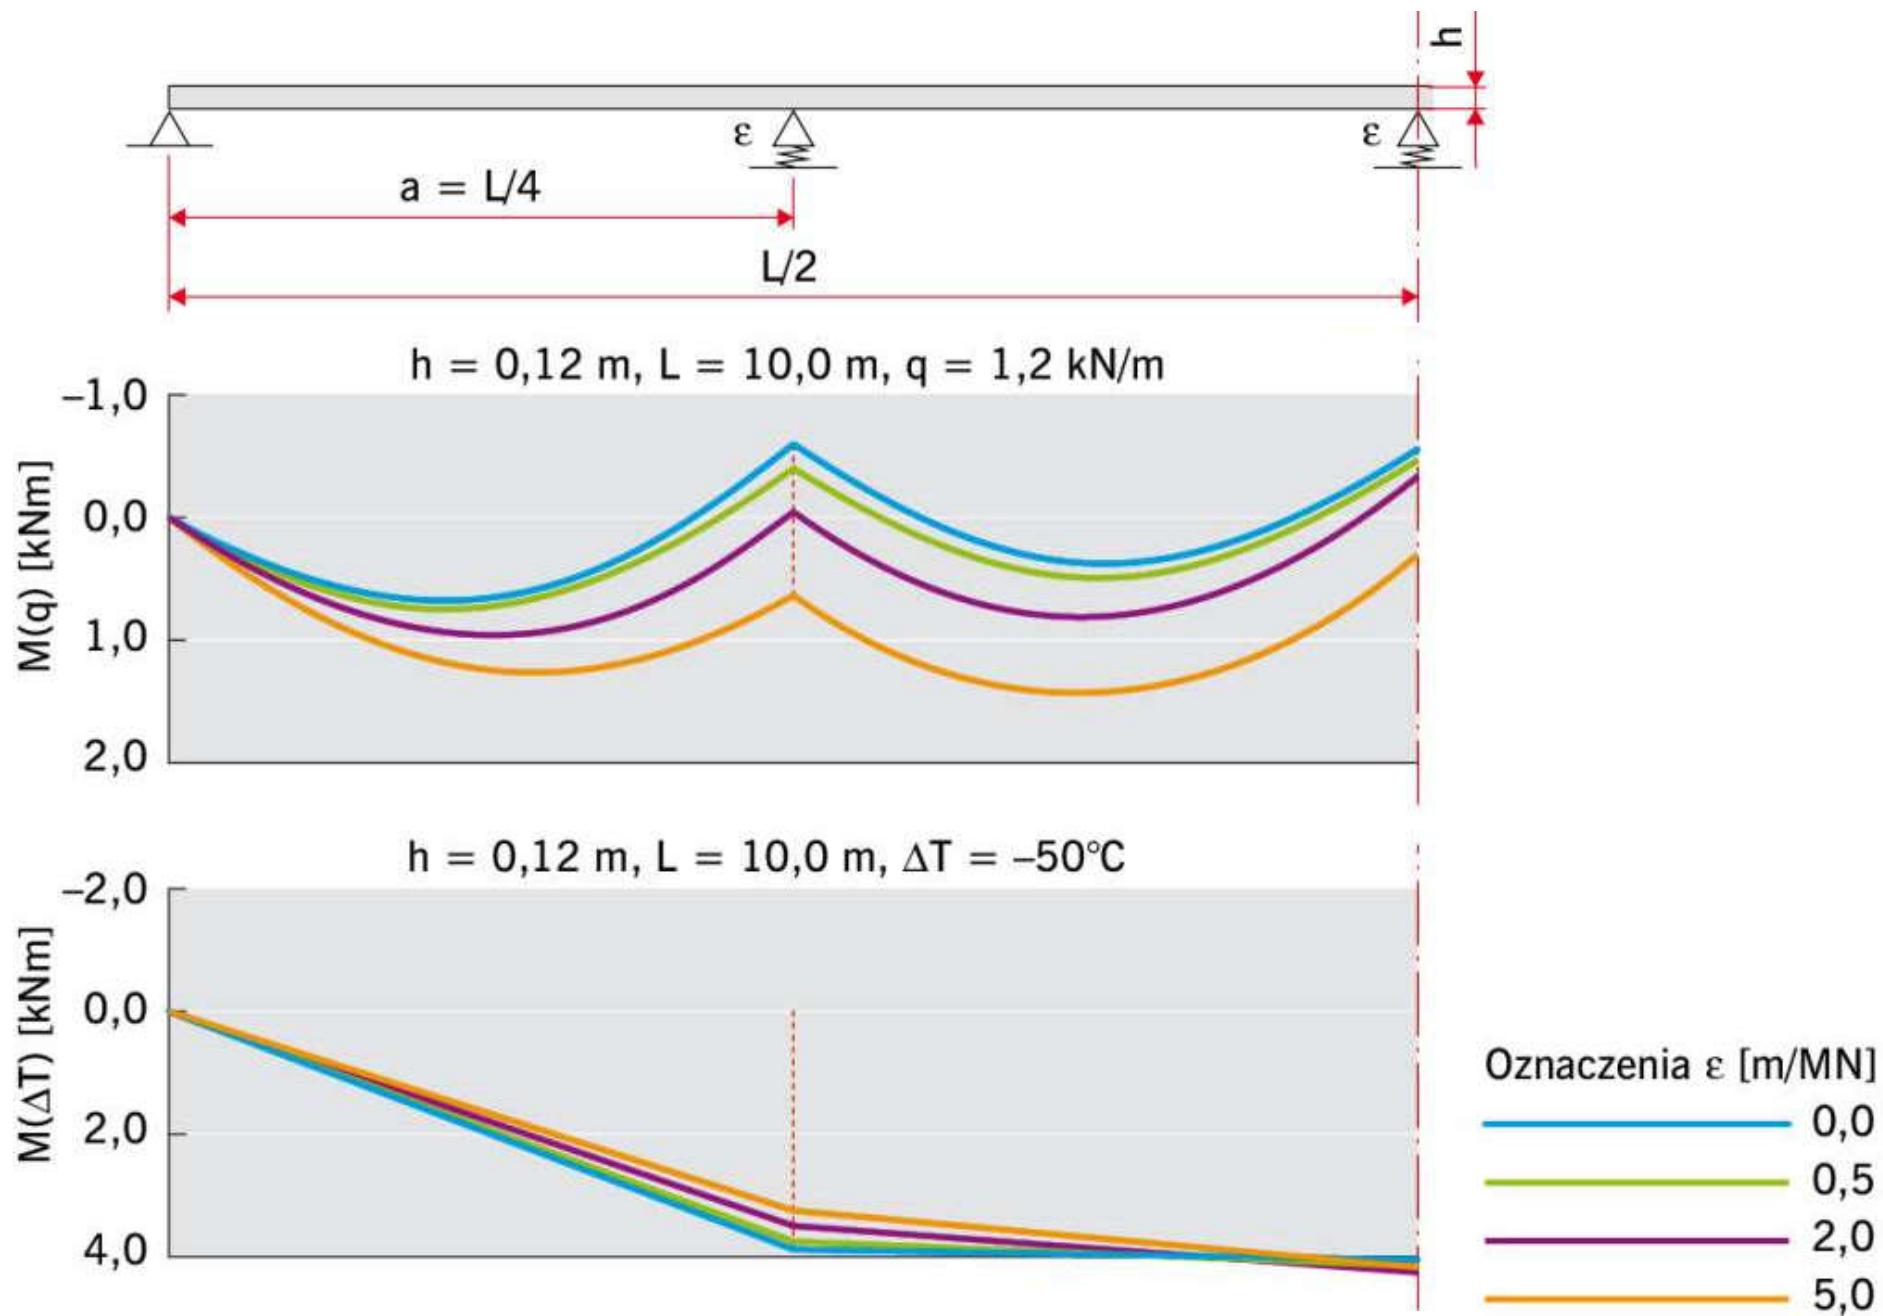 h
ε
ε
a = L/4
L/2
h = 0,12 m, L = 10,0 m, q = 1,2 kN/m
–1,0
0,0
1,0
2,0
M(q) [kNm]
h = 0,12 m, L = 10,0 m, ΔT = –50°C
–2,0
0,0
2,0
4,0
M(ΔT) [kNm]
Oznaczenia ε [m/MN]
0,0
0,5
2,0
5,0